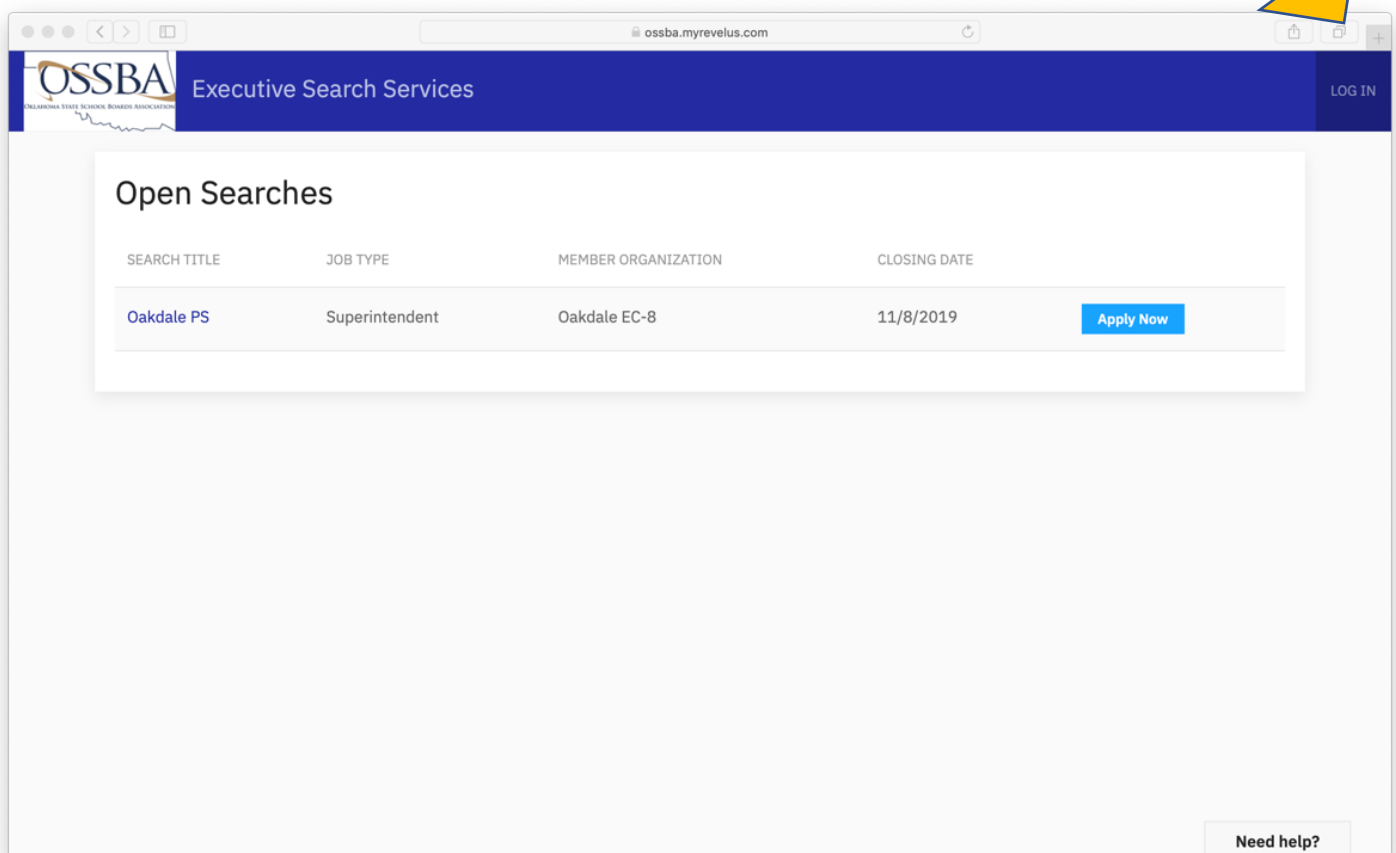 ossba.myrevelus.com
OSSBA
OKLAHOMA STATE SCHOOL BOARDS ASSOCIATION
Executive Search Services
LOG IN
Open Searches
SEARCH TITLE JOB TYPE MEMBER ORGANIZATION CLOSING DATE
Oakdale PS Superintendent Oakdale EC-8 11/8/2019 Apply Now
Need help?